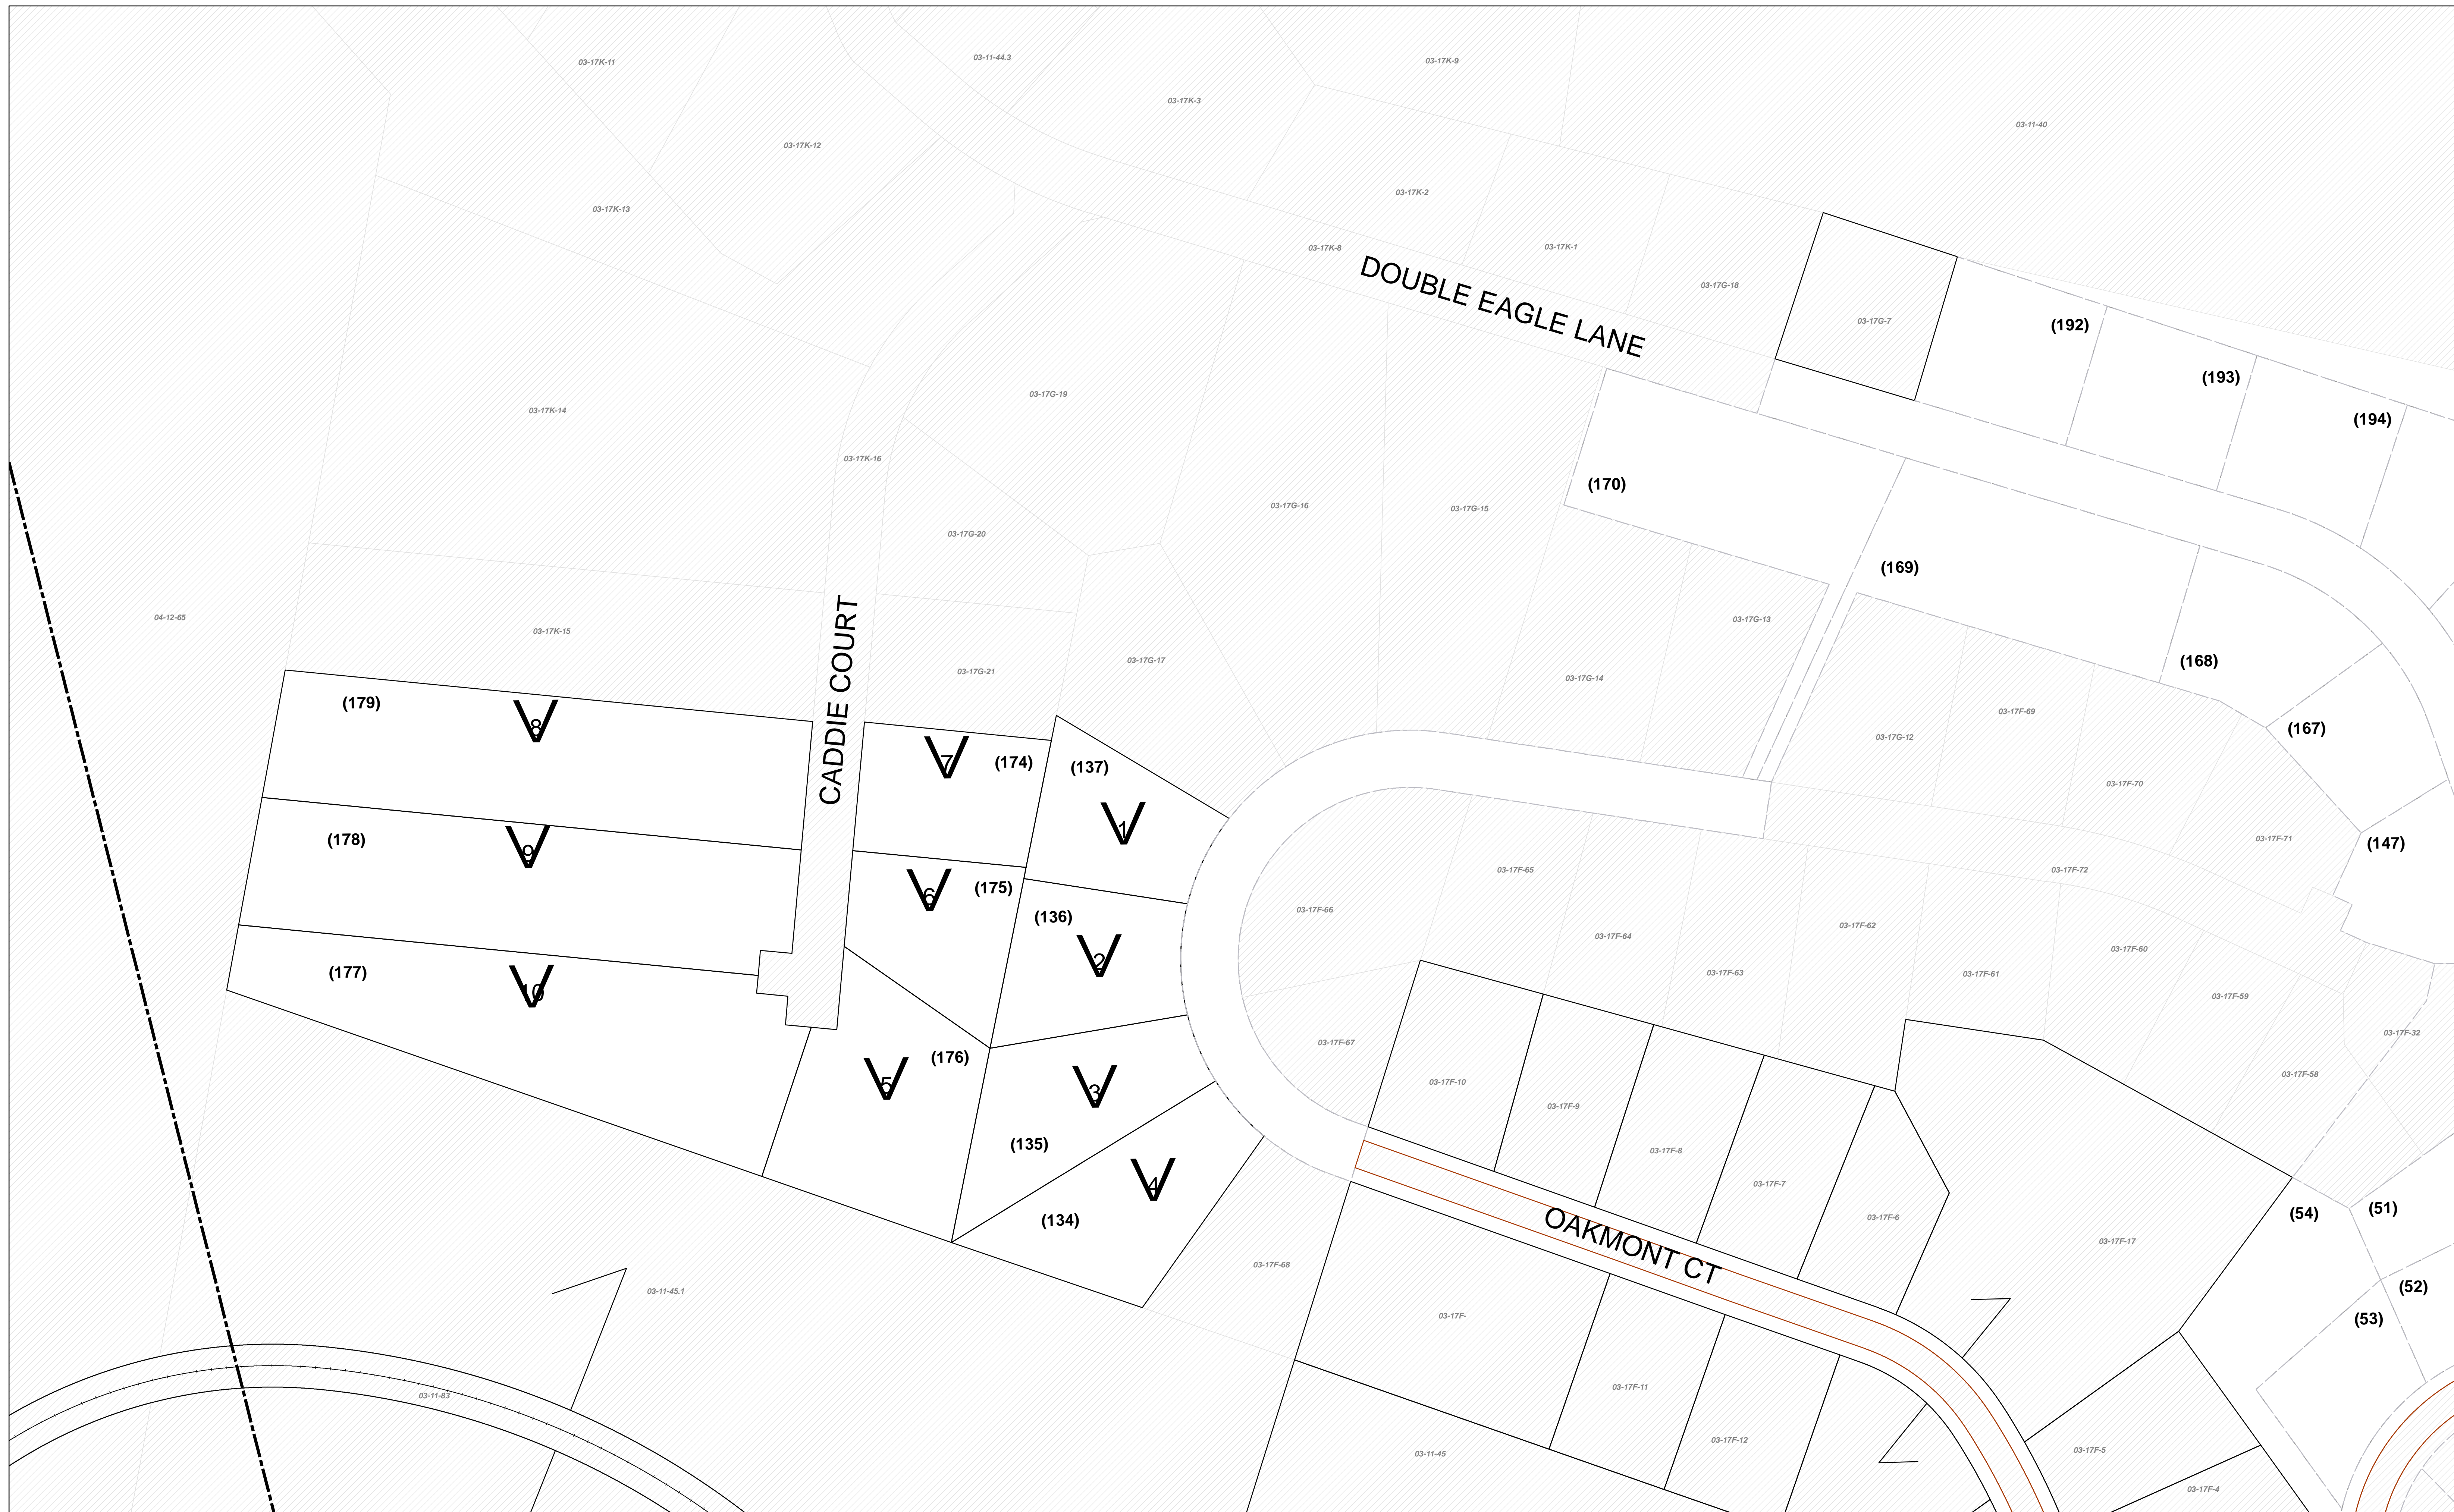 03-17K-11
03-11-44.3
03-17K-9
03-17K-3
03-11-40
03-17K-12
03-17K-2
03-17K-13
03-17K-8
03-17K-1
DOUBLE EAGLE LANE
03-17G-18
03-17G-7
(192)
(193)
(194)
03-17K-14
03-17G-19
03-17K-16
(170)
03-17G-16
03-17G-15
03-17G-20
(169)
04-12-65
03-17K-15
CADDIE COURT
03-17G-13
03-17G-17
03-17G-21
03-17G-14
(168)
(179)
8
03-17F-69
(167)
03-17G-12
7
(174)
(137)
03-17F-70
1
(178)
9
03-17F-71
(147)
03-17F-65
03-17F-72
6
(175)
(136)
03-17F-66
03-17F-62
03-17F-64
03-17F-60
2
(177)
10
03-17F-63
03-17F-61
03-17F-59
03-17F-32
03-17F-67
(176)
5
3
03-17F-10
03-17F-58
03-17F-9
(135)
03-17F-8
4
03-17F-7
(134)
OAKMONT CT
03-17F-6
(54)
(51)
03-17F-17
03-17F-68
03-11-45.1
(52)
03-17F-
(53)
03-17F-11
03-11-83
03-17F-12
03-11-45
03-17F-5
03-17F-4